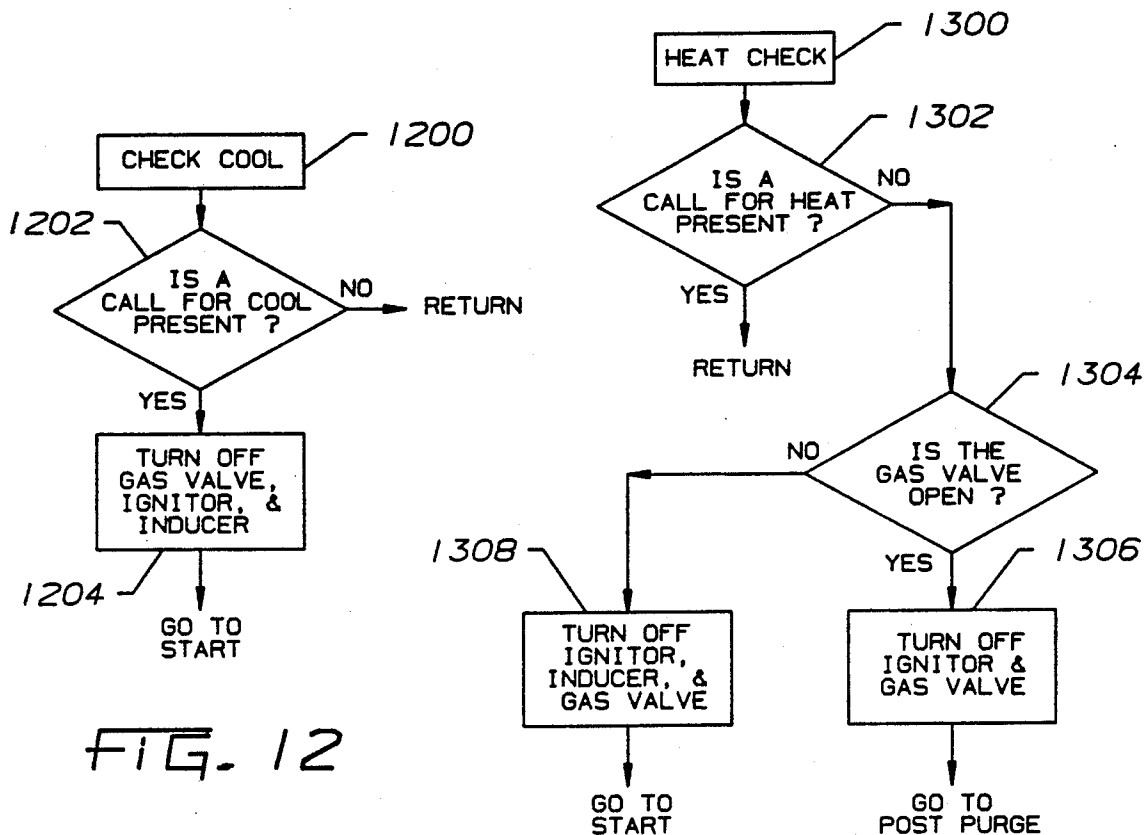 1200
CHECK COOL
1202
IS A
CALL FOR COOL
PRESENT ?
NO
RETURN
YES
TURN OFF
GAS VALVE,
IGNITOR, &
INDUCER
1204
GO TO
START
FIG. 12
1300
HEAT CHECK
1302
IS A
CALL FOR HEAT
PRESENT ?
NO
YES
RETURN
1304
IS THE
GAS VALVE
OPEN ?
NO
YES
1308
TURN OFF
IGNITOR,
INDUCER, &
GAS VALVE
GO TO
START
1306
TURN OFF
IGNITOR &
GAS VALVE
GO TO
POST PURGE